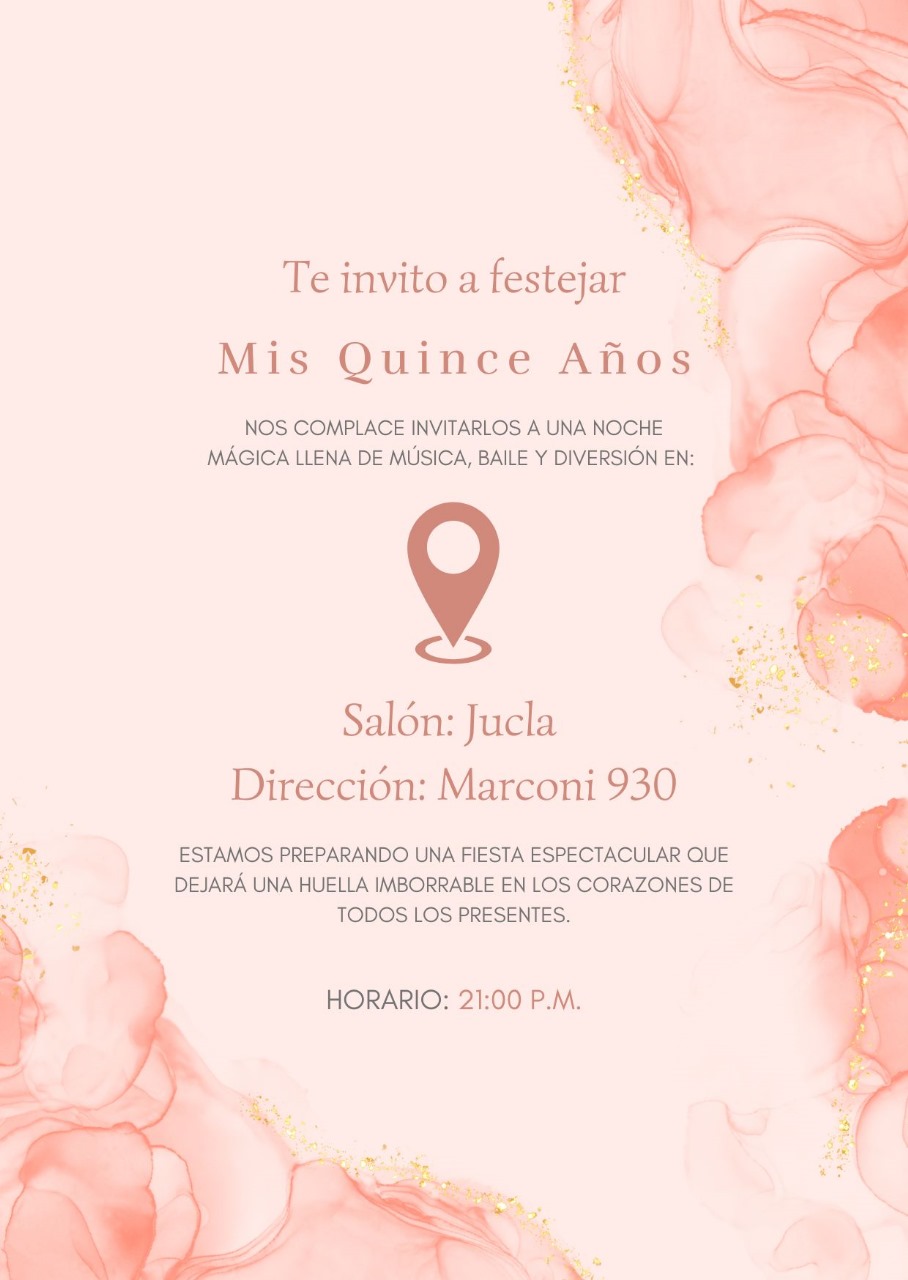 Te invito a festejar
Mis Quince Años
NOS COMPLACE INVITARLOS A UNA NOCHE
MÁGICA LLENA DE MÚSICA, BAILE Y DIVERSIÓN EN:
Salón: Jucla
Dirección: Marconi 930
ESTAMOS PREPARANDO UNA FIESTA ESPECTACULAR QUE
DEJARÁ UNA HUELLA IMBORRABLE EN LOS CORAZONES DE
TODOS LOS PRESENTES.
HORARIO: 21:00 P.M.